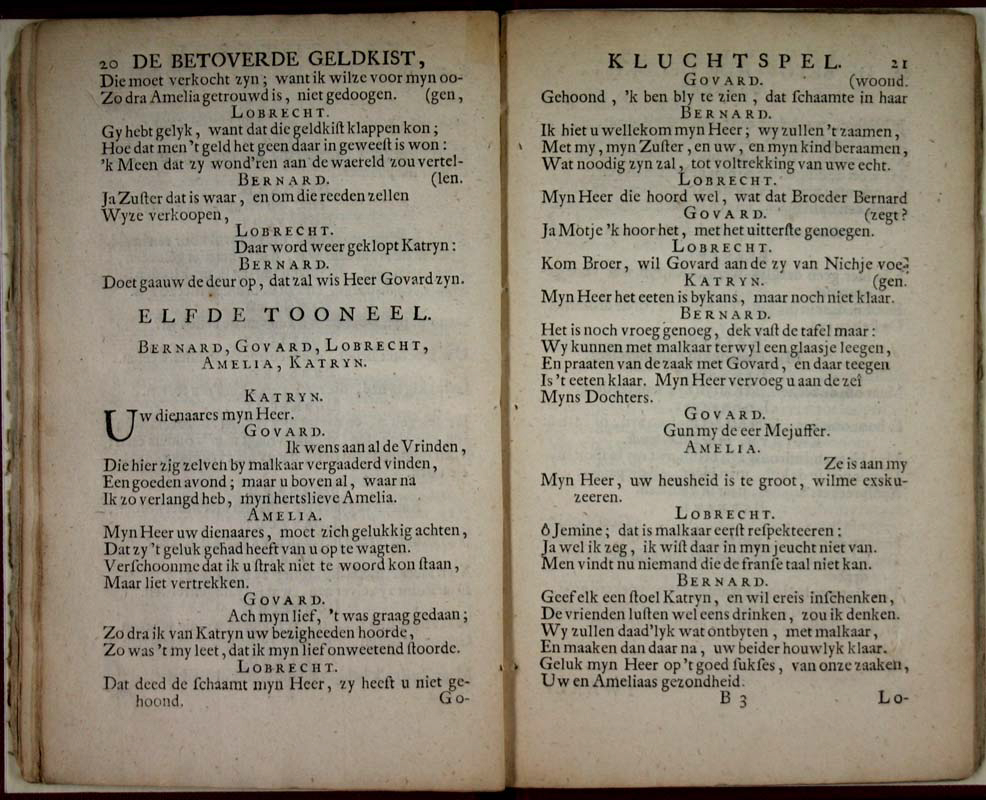 20 DE BETOVERDE GELDKIST,
Die moet verkocht zyn; want ik wil ze voor myn oo-
Zo dra Amelia getrouwd is, niet gedoogen. (gen,
LOBRECHT.
Gy hebt gelyk, want dat die geldkiſt klappen kon;
Hoe dat men 't geld het geen daar in geweeſt is won:
'k Meen dat zy wond'ren aan de waereld zou vertel-
BERNARD. (len.
Ja Zuſter dat is waar, en om die reeden zellen
Wy ze verkoopen,
LOBRECHT.
Daar word weer geklopt Katryn:
BERNARD.
Doet gaauw de deur op, dat zal wis Heer Govard zyn.
ELFDE TOONEEL.
BERNARD, GOVARD, LOBRECHT,
AMELIA, KATRYN.
KATRYN.
Uw dienaares myn Heer.
GOVARD.
Ik wens aan al de Vrinden,
Die hier zig zelven by malkaar vergaaderd vinden,
Een goeden avond; maar u boven al, waar na
Ik zo verlangd heb, myn hertslieve Amelia.
AMELIA.
Myn Heer uw dienaares, moet zich gelukkig achten,
Dat zy 't geluk gehad heeft van u op te wagten.
Verſchoon me dat ik u ſtrak niet te woord kon ſtaan,
Maar liet vertrekken.
GOVARD.
Ach myn lief, 't was graag gedaan;
Zo dra ik van Katryn uw bezigheeden hoorde,
Zo was 't my leet, dat ik myn lief onweetend ſtoorde.
LOBRECHT.
Dat deed de ſchaamt myn Heer, zy heeft u niet ge-
hoond. Go-
KLUCHTSPEL. 21
GOVARD. (woond.
Gehoond, 'k ben bly te zien, dat ſchaamte in haar
BERNARD.
Ik hiet u wellekom myn Heer; wy zullen 't zaamen,
Met my, myn Zuſter, en uw, en myn kind beraamen,
Wat noodig zyn zal, tot voltrekking van uwe echt.
LOBRECHT.
Myn Heer die hoord wel, wat dat Broeder Bernard
GOVARD. (zegt?
Ja Motje 'k hoor het, met het uitterſte genoegen.
LOBRECHT.
Kom Broer, wil Govard aan de zy van Nichje voe-
KATRYN. (gen.
Myn Heer het eeten is bykans, maar noch niet klaar.
BERNARD.
Het is noch vroeg genoeg, dek vaſt de tafel maar:
Wy kunnen met malkaar terwyl een glaasje leegen,
En praaten van de zaak met Govard, en daar teegen
Is 't eeten klaar. Myn Heer vervoeg u aan de zei
Myns Dochters.
GOVARD.
Gun my de eer Mejuffer.
AMELIA.
Ze is aan my
Myn Heer, uw heusheid is te groot, wil me exsku-
zeeren.
LOBRECHT.
ô Jemine; dat is malkaar eerſt reſpekteeren:
Ja wel ik zeg, ik wiſt daar in myn jeucht niet van.
Men vindt nu niemand die de franſe taal niet kan.
BERNARD.
Geef elk een ſtoel Katryn, en wil ereis inſchenken,
De vrienden luſten wel eens drinken, zou ik denken.
Wy zullen daad'lyk wat ontbyten, met malkaar,
En maaken dan daar na, uw beider houwlyk klaar.
Geluk myn Heer op 't goed ſukſes, van onze zaaken,
Uw en Ameliaas gezondheid.
B 3 Lo-